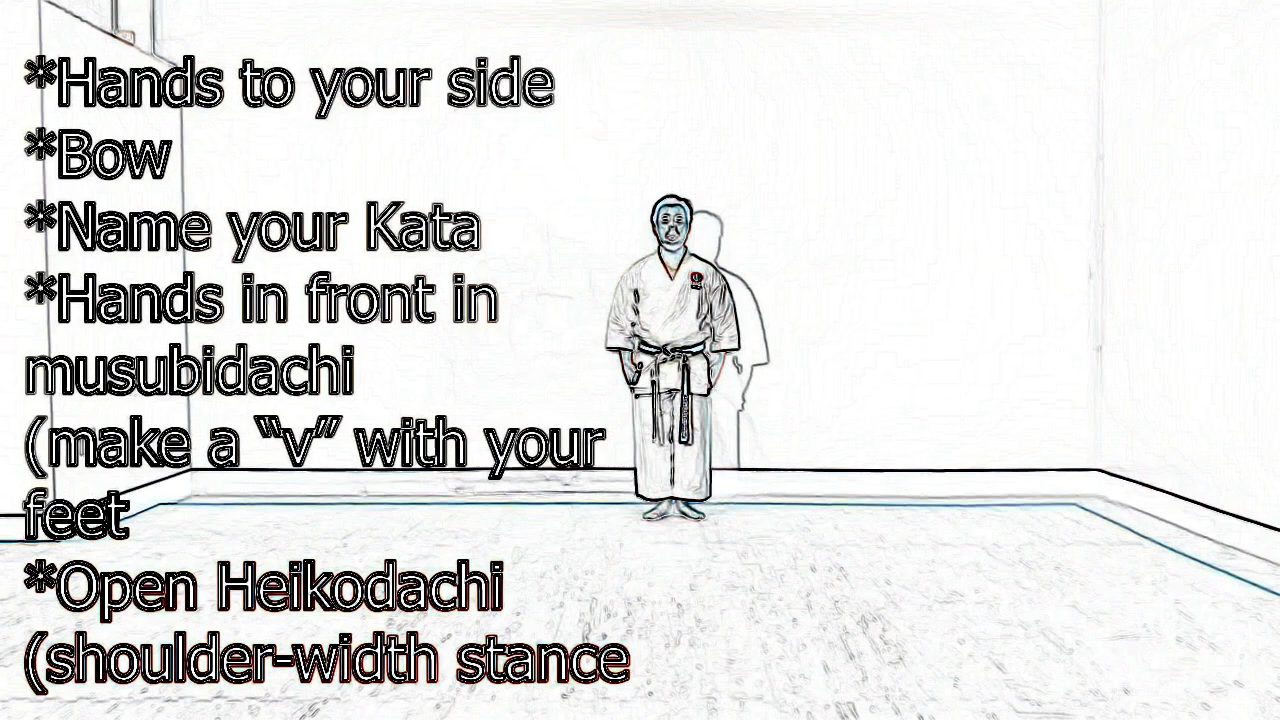 *Hands to your side
*Bow
*Name your Kata
*Hands in front in
musubidachi
(make a “v” with your
feet
*Open Heikodachi
(shoulder-width stance